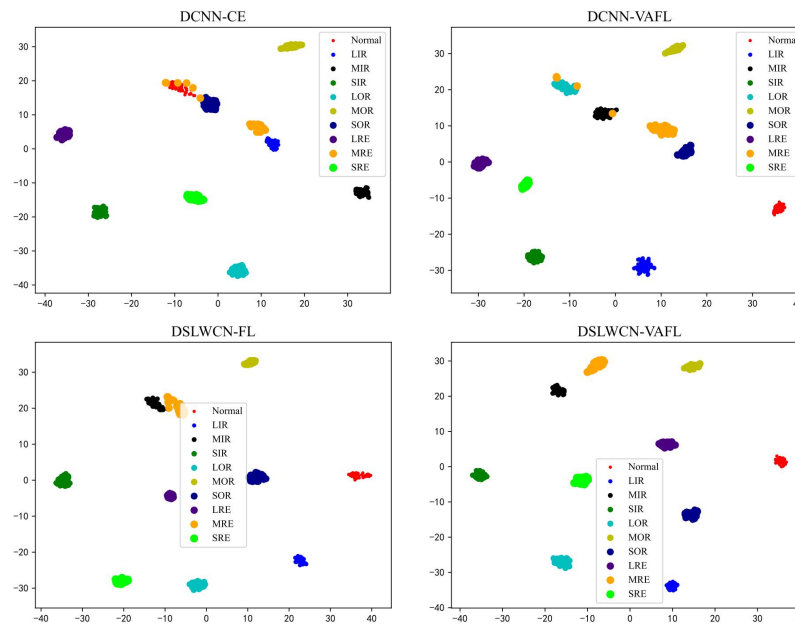 DCNN-CE
30
20
10
0
−10
−20
−30
−40 −30 −20 −10 0 10 20 30
Normal
LIR
MIR
SIR
LOR
MOR
SOR
LRE
MRE
SRE
DCNN-VAFL
30
20
10
0
−10
−20
−30
−30 −20 −10 0 10 20 30 40
Normal
LIR
MIR
SIR
LOR
MOR
SOR
LRE
MRE
SRE
DSLWCN-FL
30
20
10
0
−10
−20
−30
−40 −30 −20 −10 0 10 20 30 40
Normal
LIR
MIR
SIR
LOR
MOR
SOR
LRE
MRE
SRE
DSLWCN-VAFL
30
20
10
0
−10
−20
−30
−40
−40 −30 −20 −10 0 10 20 30
Normal
LIR
MIR
SIR
LOR
MOR
SOR
LRE
MRE
SRE